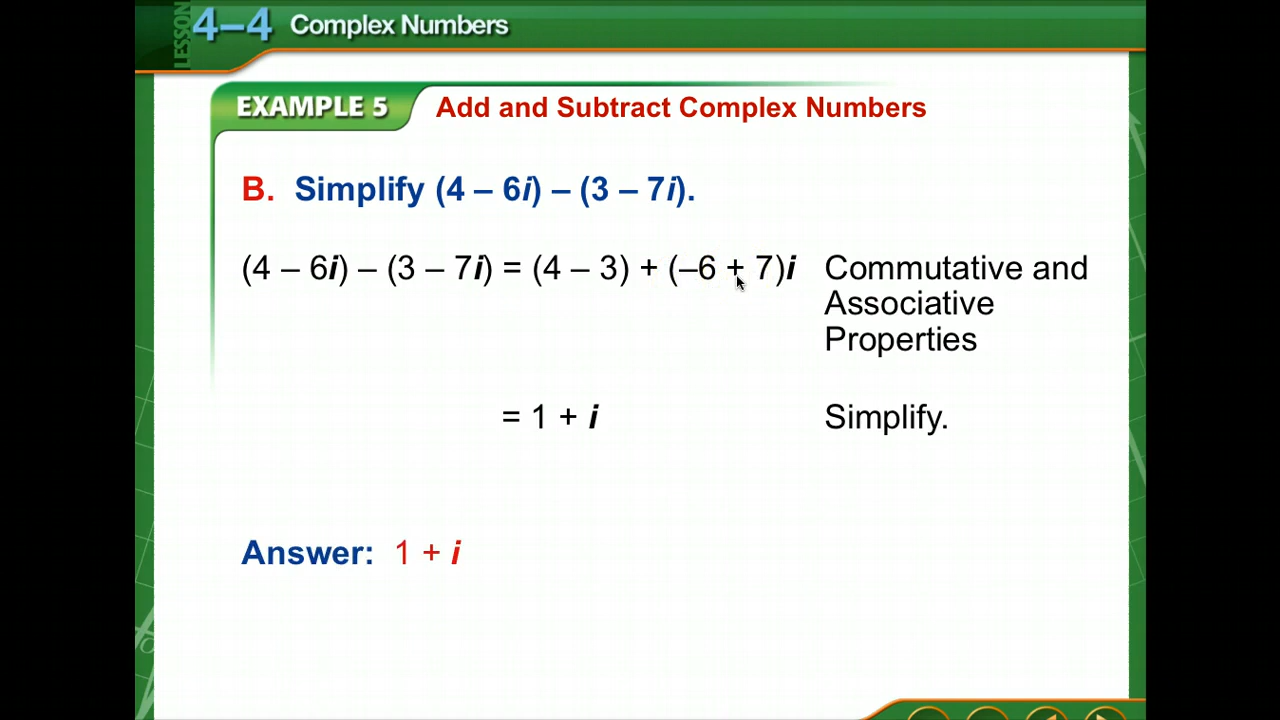 LESSON 4–4 Complex Numbers
EXAMPLE 5 Add and Subtract Complex Numbers
B. Simplify (4 – 6i) – (3 – 7i).
(4 – 6i) – (3 – 7i) = (4 – 3) + (–6 + 7)i Commutative and
Associative
Properties
= 1 + i Simplify.
Answer: 1 + i